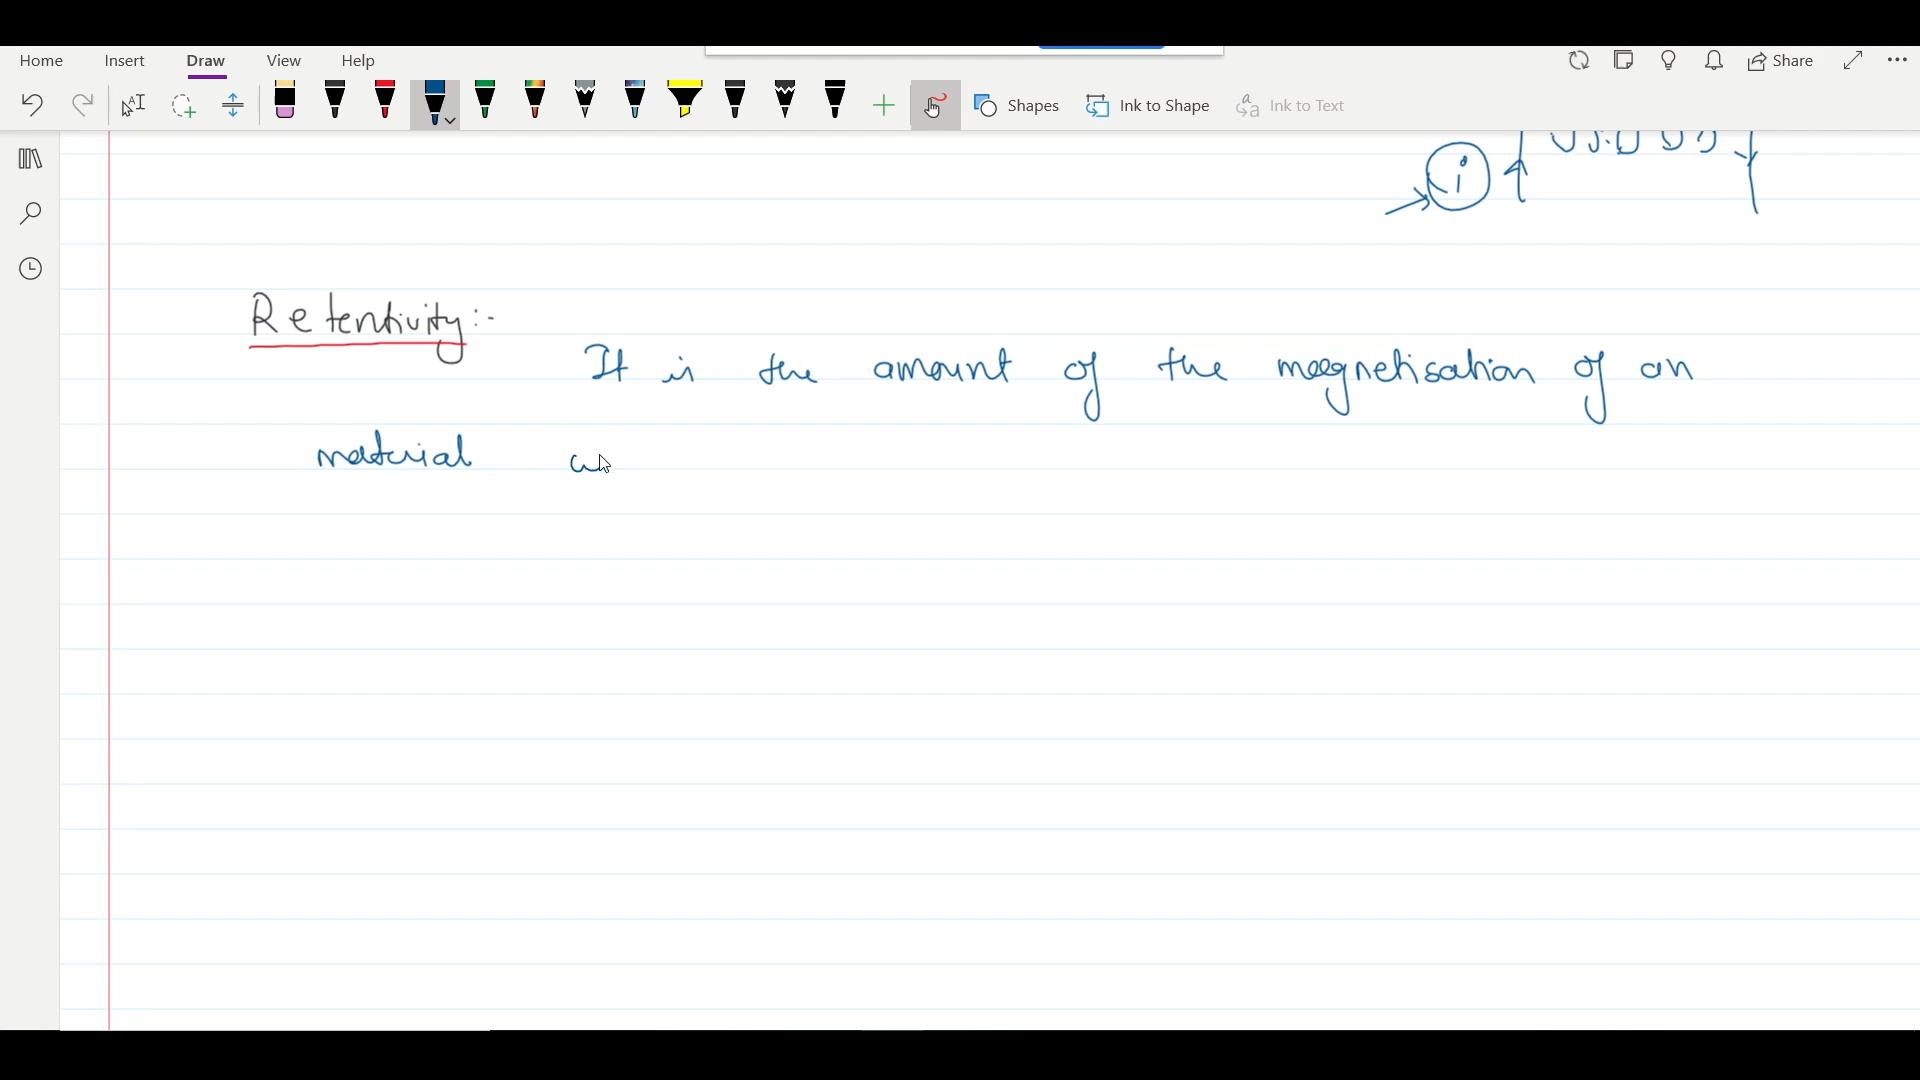 Home Insert Draw View Help
Share
Shapes Ink to Shape Ink to Text
i
Retentivity:-
It is the amount of the magnetisation of an
material